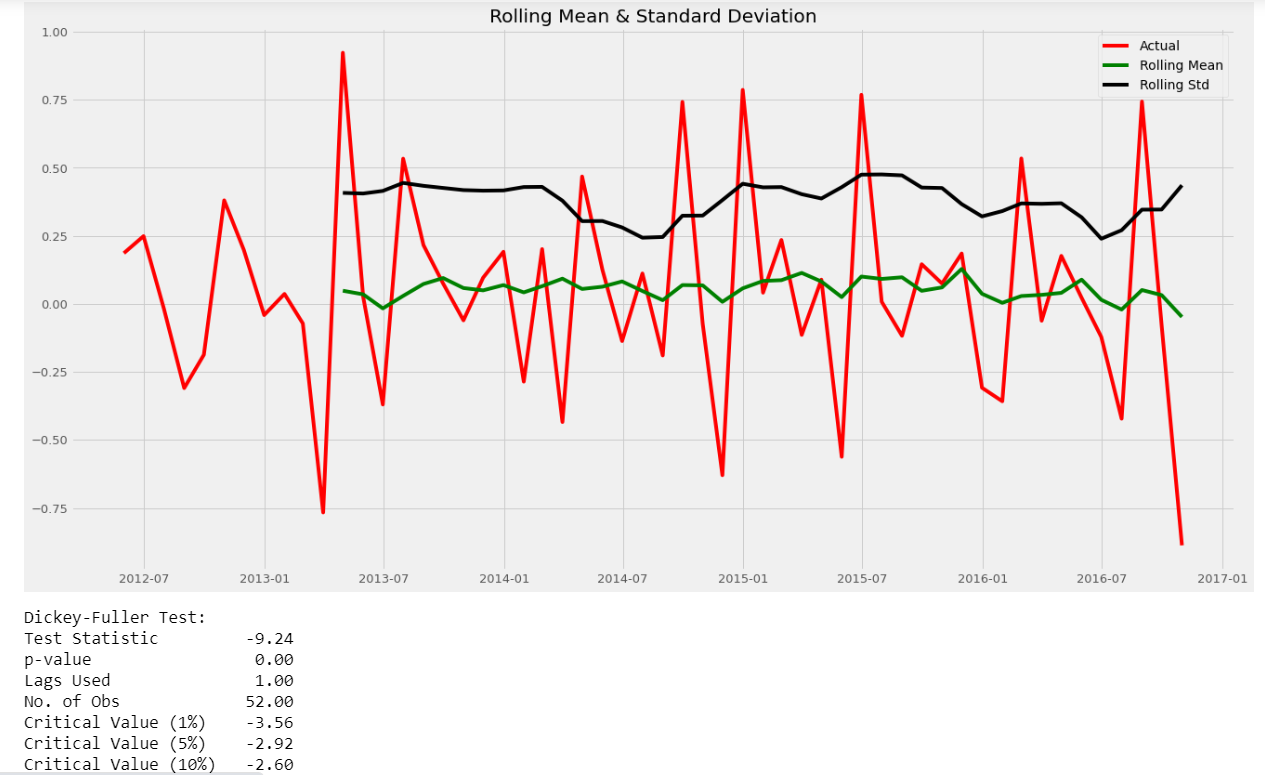 Rolling Mean & Standard Deviation
1.00
Actual
Rolling Mean
Rolling Std
0.75
0.50
0.25
0.00
−0.25
−0.50
−0.75
2012-07 2013-01 2013-07 2014-01 2014-07 2015-01 2015-07 2016-01 2016-07 2017-01
Dickey-Fuller Test:
Test Statistic -9.24
p-value 0.00
Lags Used 1.00
No. of Obs 52.00
Critical Value (1%) -3.56
Critical Value (5%) -2.92
Critical Value (10%) -2.60